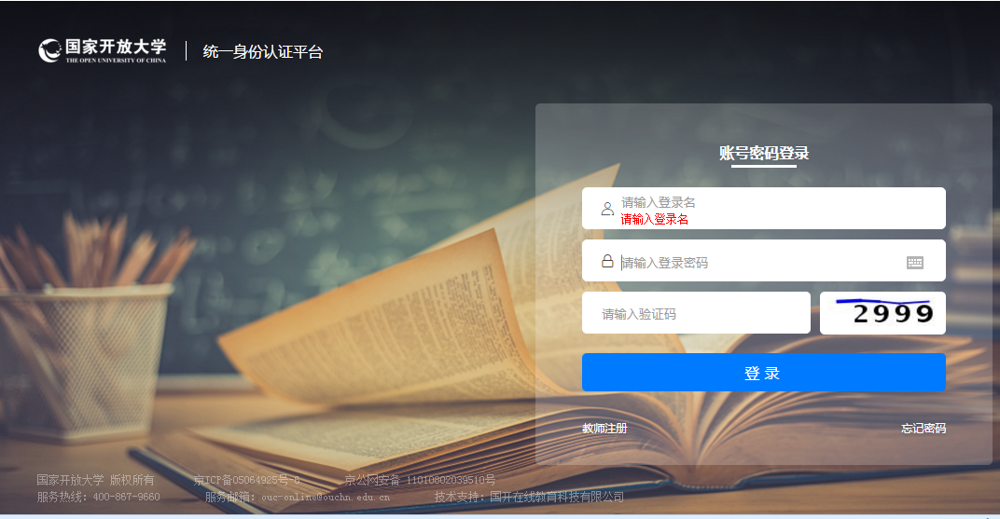 国家开放大学
THE OPEN UNIVERSITY OF CHINA
统一身份认证平台
账号密码登录
请输入登录名
请输入登录名
请输入登录密码
请输入验证码
2999
登 录
教师注册 忘记密码
国家开放大学 版权所有 京ICP备05064925号-8 京公网安备 11010802039510号
服务热线: 400-867-9660 服务邮箱: ouc-online@ouchn.edu.cn 技术支持: 国开在线教育科技有限公司